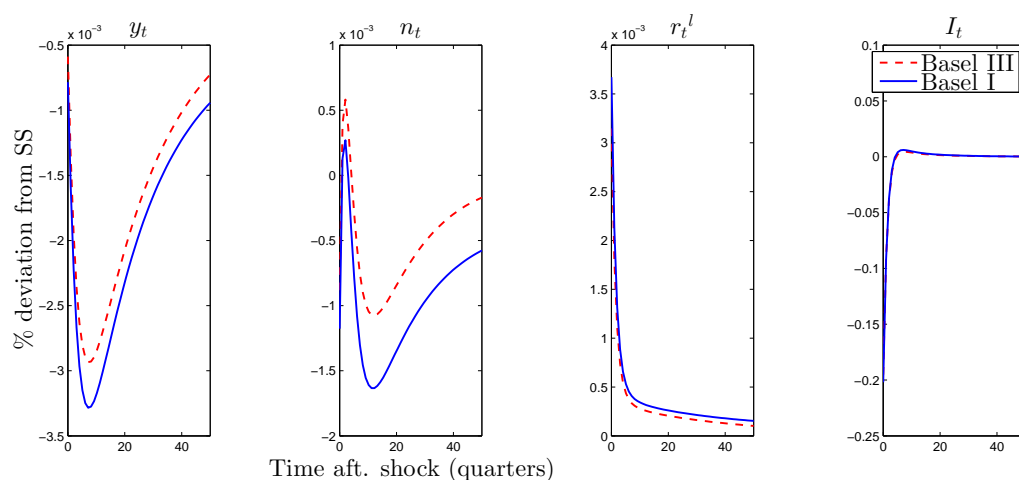 % deviation from SS
y_t
× 10⁻³
−0.5
−1
−1.5
−2
−2.5
−3
−3.5
0 20 40
n_t
× 10⁻³
1
0.5
0
−0.5
−1
−1.5
−2
0 20 40
r_t^l
× 10⁻³
4
3.5
3
2.5
2
1.5
1
0.5
0
0 20 40
I_t
0.1
0.05
0
−0.05
−0.1
−0.15
−0.2
−0.25
0 20 40
Basel III
Basel I
Time aft. shock (quarters)